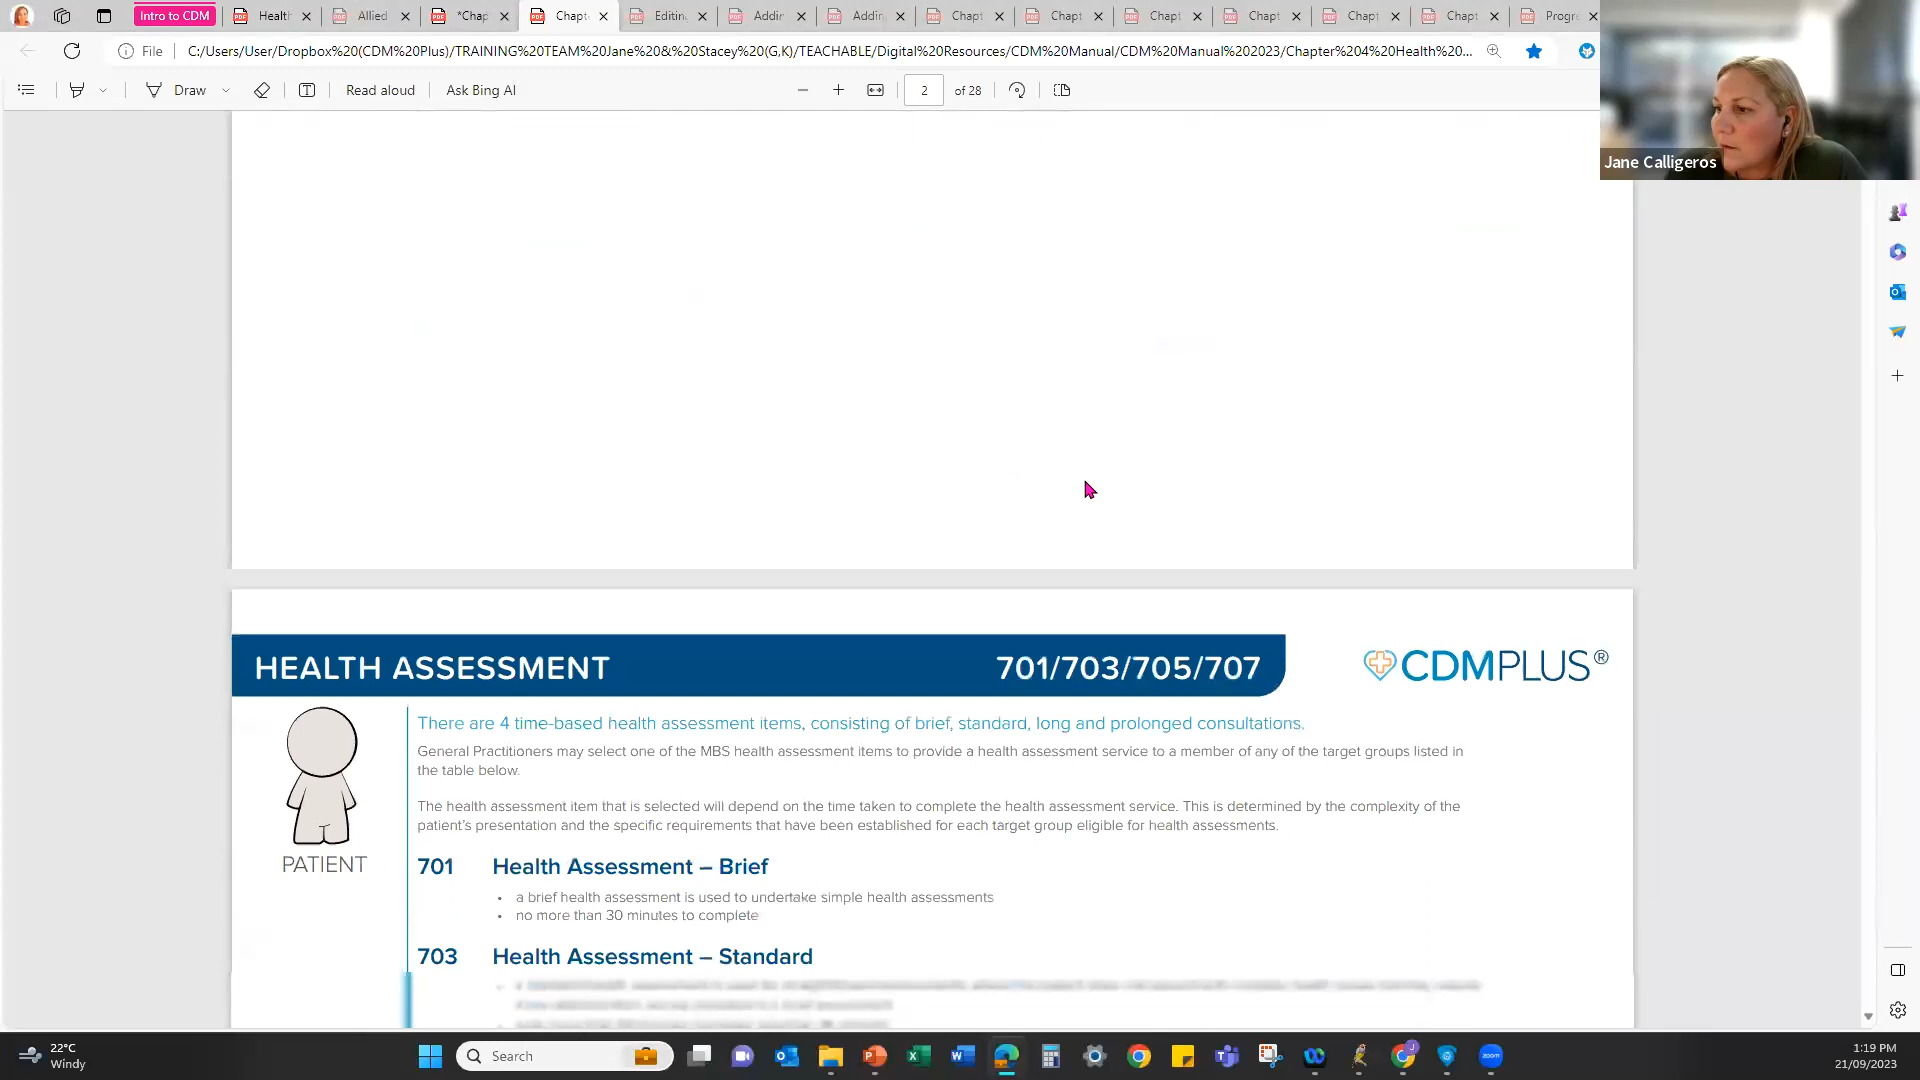 Intro to CDM
Health
Allied
*Chap
Chapt
Editin
Addin
Addin
Chapt
Chapt
Chapt
Chapt
Chapt
Chapt
Progr
File
C:/Users/User/Dropbox%20(CDM%20Plus)/TRAINING%20TEAM%20Jane%20&%20Stacey%20(G,K)/TEACHABLE/Digital%20Resources/CDM%20Manual/CDM%20Manual%202023/Chapter%204%20Health%20...
Draw
Read aloud
Ask Bing AI
2
of 28
Jane Calligeros
HEALTH ASSESSMENT
701/703/705/707
CDMPLUS®
There are 4 time-based health assessment items, consisting of brief, standard, long and prolonged consultations.
General Practitioners may select one of the MBS health assessment items to provide a health assessment service to a member of any of the target groups listed in
the table below.
The health assessment item that is selected will depend on the time taken to complete the health assessment service. This is determined by the complexity of the
patient's presentation and the specific requirements that have been established for each target group eligible for health assessments.
PATIENT
701 Health Assessment – Brief
• a brief health assessment is used to undertake simple health assessments
• no more than 30 minutes to complete
703 Health Assessment – Standard
22°C
Windy
Search
zoom
1:19 PM
21/09/2023